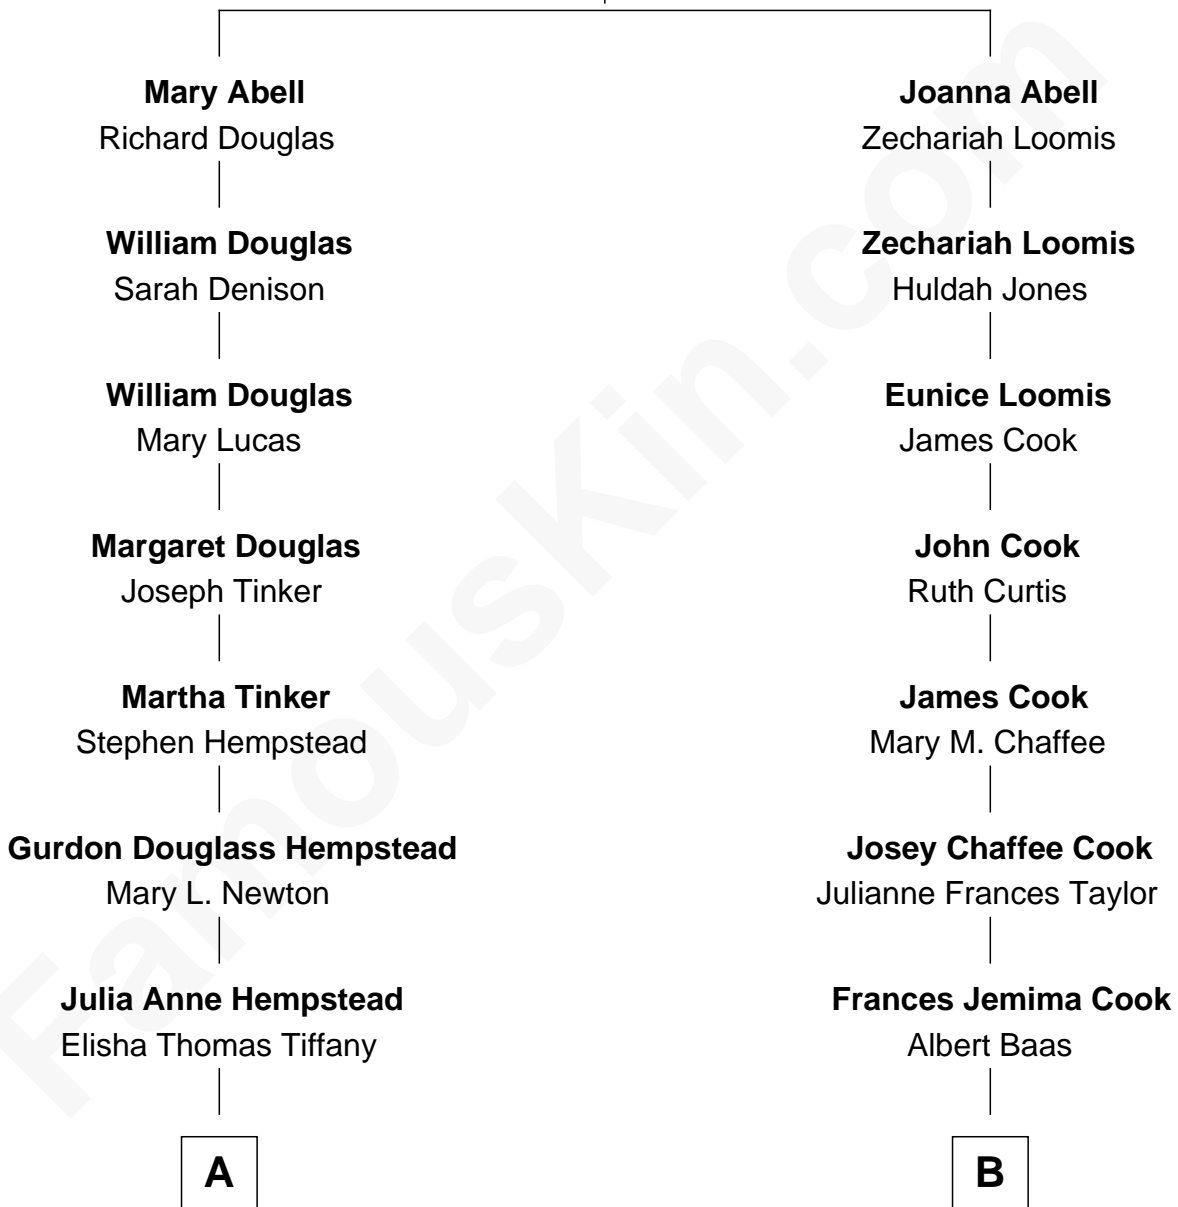 Mary Abell
Richard Douglas
William Douglas
Sarah Denison
William Douglas
Mary Lucas
Margaret Douglas
Joseph Tinker
Martha Tinker
Stephen Hempstead
Gurdon Douglass Hempstead
Mary L. Newton
Julia Anne Hempstead
Elisha Thomas Tiffany
A
Joanna Abell
Zechariah Loomis
Zechariah Loomis
Huldah Jones
Eunice Loomis
James Cook
John Cook
Ruth Curtis
James Cook
Mary M. Chaffee
Josey Chaffee Cook
Julianne Frances Taylor
Frances Jemima Cook
Albert Baas
B
FamousKin.com